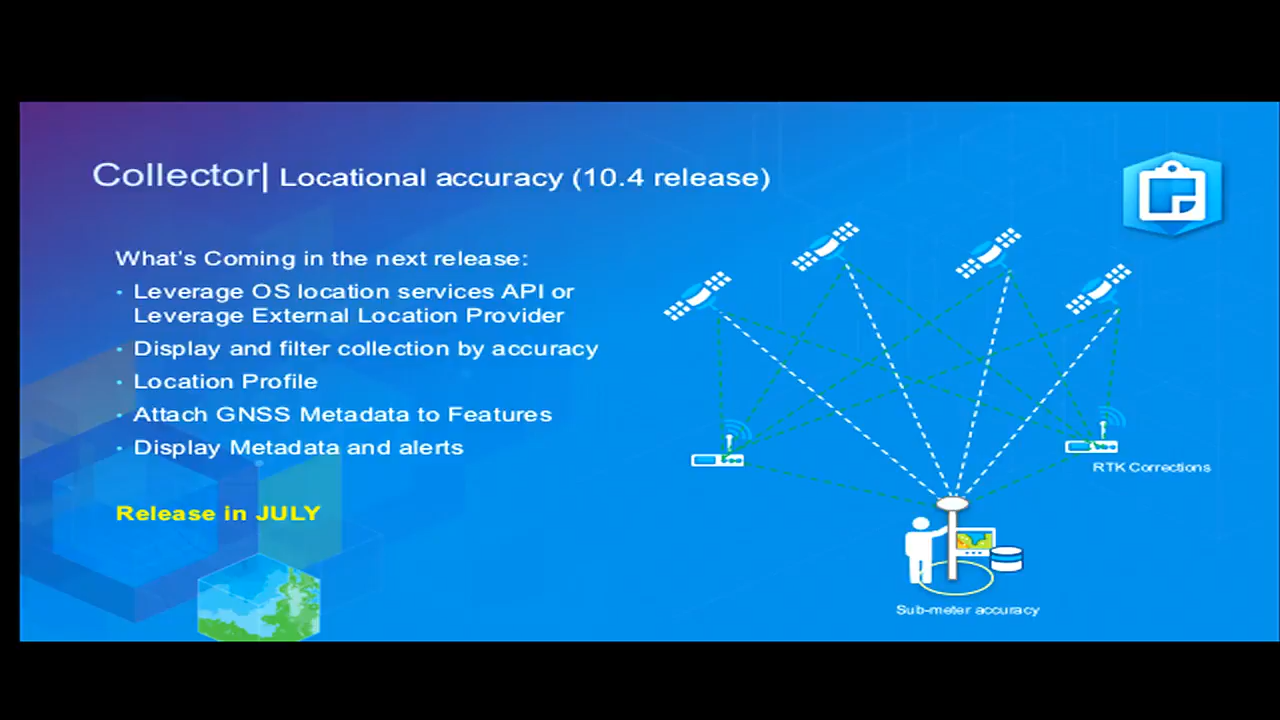 Collector| Locational accuracy (10.4 release)
What's Coming in the next release:
• Leverage OS location services API or
Leverage External Location Provider
• Display and filter collection by accuracy
• Location Profile
• Attach GNSS Metadata to Features
• Display Metadata and alerts
Release in JULY
RTK Corrections
Sub-meter accuracy